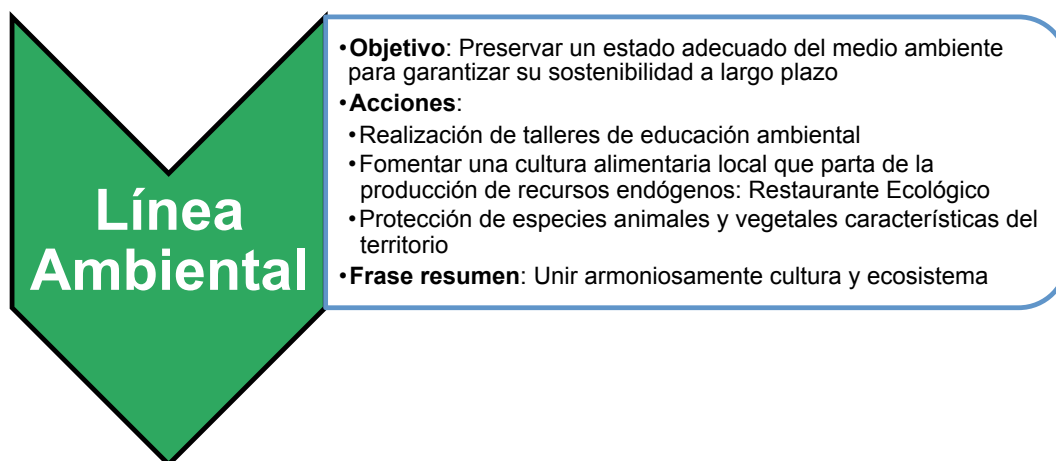 Línea
Ambiental
•Objetivo: Preservar un estado adecuado del medio ambiente
para garantizar su sostenibilidad a largo plazo
•Acciones:
•Realización de talleres de educación ambiental
•Fomentar una cultura alimentaria local que parta de la
producción de recursos endógenos: Restaurante Ecológico
•Protección de especies animales y vegetales características del
territorio
•Frase resumen: Unir armoniosamente cultura y ecosistema